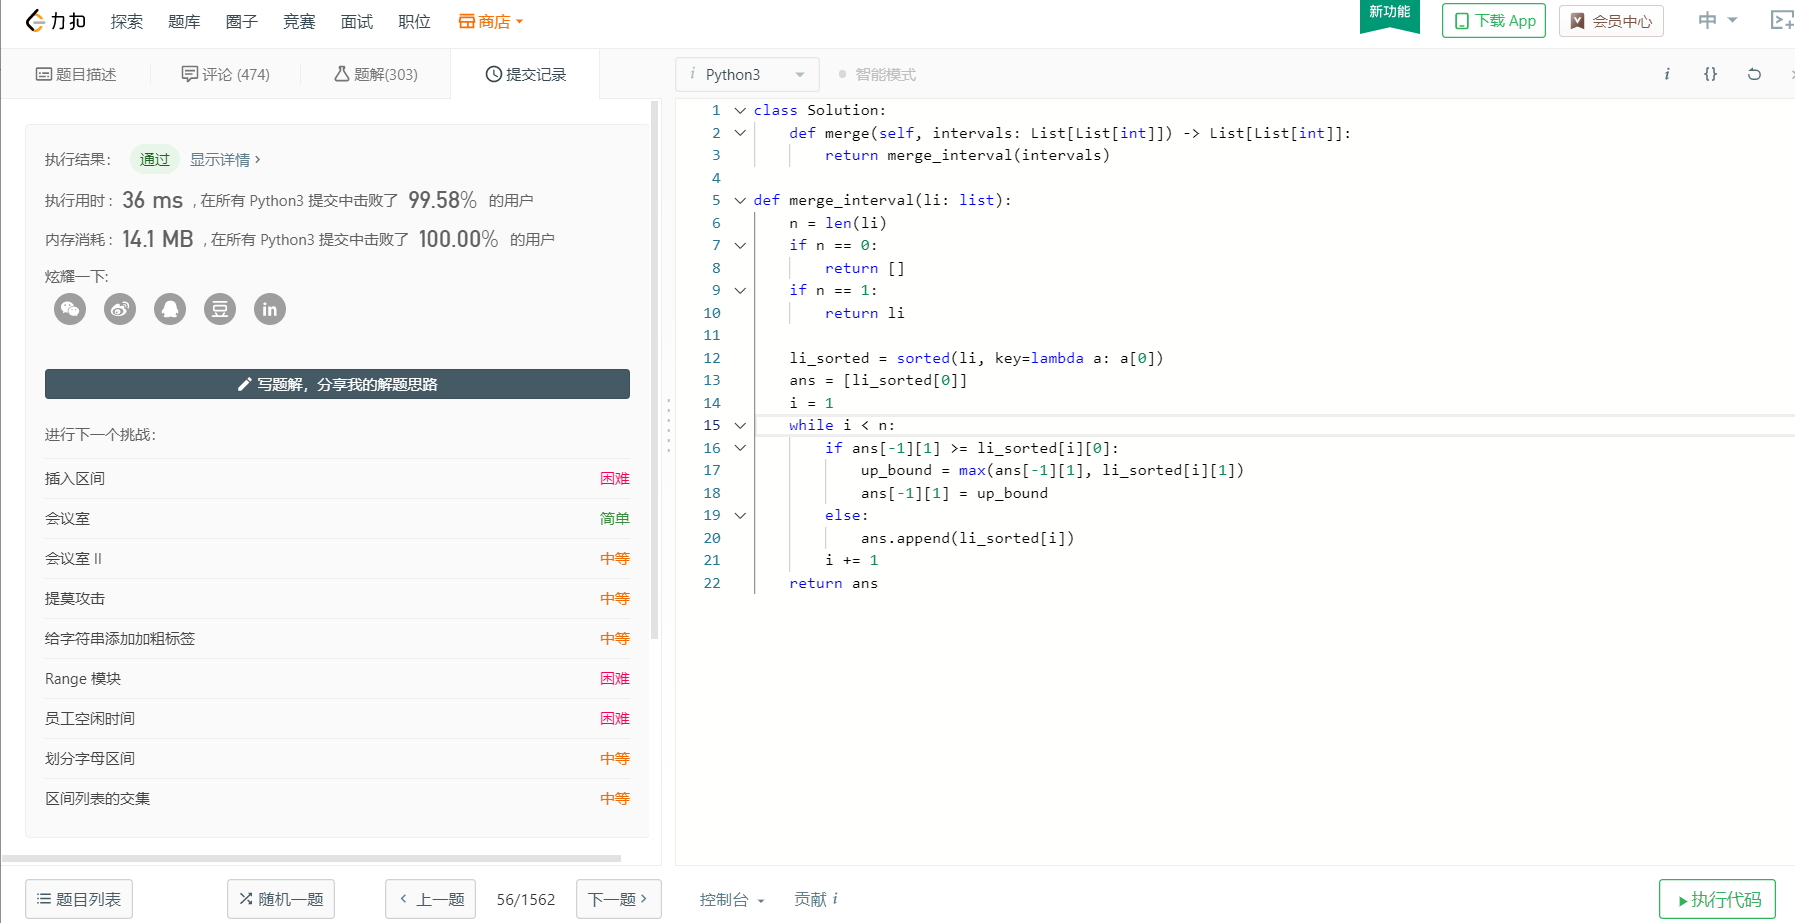 力扣 探索 题库 圈子 竞赛 面试 职位 商店 新功能 下载 App 会员中心 中
题目描述 评论 (474) 题解(303) 提交记录
i Python3 智能模式 i {}
执行结果： 通过 显示详情 ›
执行用时 : 36 ms , 在所有 Python3 提交中击败了 99.58% 的用户
内存消耗 : 14.1 MB , 在所有 Python3 提交中击败了 100.00% 的用户
炫耀一下:
豆 in
写题解，分享我的解题思路
进行下一个挑战：
插入区间 困难
会议室 简单
会议室 II 中等
提莫攻击 中等
给字符串添加加粗标签 中等
Range 模块 困难
员工空闲时间 困难
划分字母区间 中等
区间列表的交集 中等
1 class Solution:
2     def merge(self, intervals: List[List[int]]) -> List[List[int]]:
3         return merge_interval(intervals)
4
5 def merge_interval(li: list):
6     n = len(li)
7     if n == 0:
8         return []
9     if n == 1:
10         return li
11
12     li_sorted = sorted(li, key=lambda a: a[0])
13     ans = [li_sorted[0]]
14     i = 1
15     while i < n:
16         if ans[-1][1] >= li_sorted[i][0]:
17             up_bound = max(ans[-1][1], li_sorted[i][1])
18             ans[-1][1] = up_bound
19         else:
20             ans.append(li_sorted[i])
21         i += 1
22     return ans
题目列表 随机一题 ‹ 上一题 56/1562 下一题 › 控制台 贡献 i 执行代码